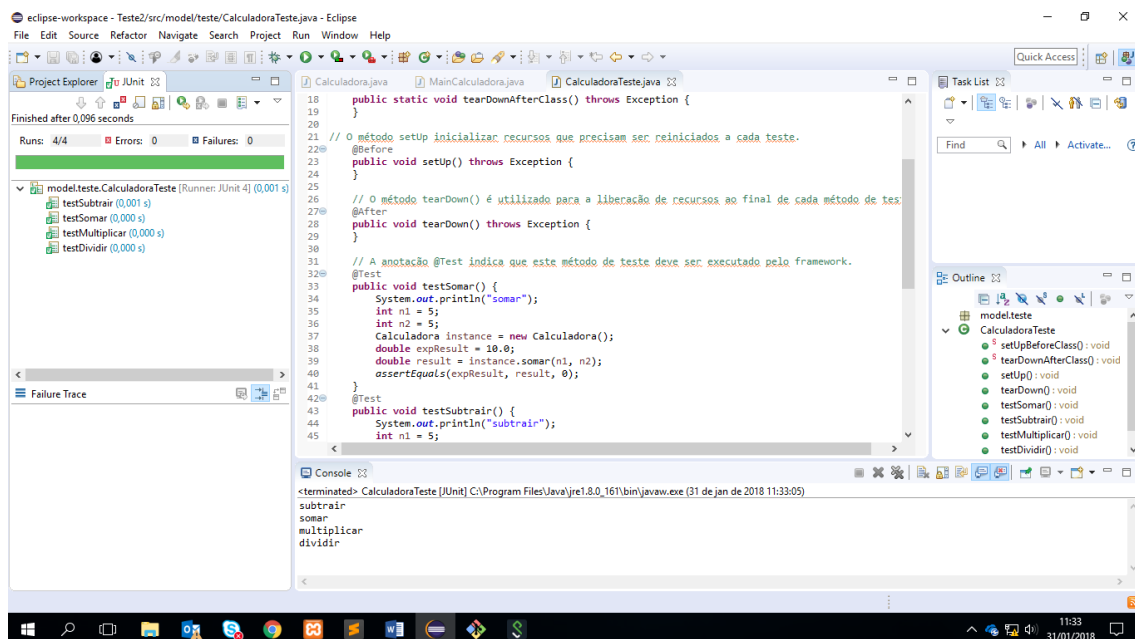 eclipse-workspace - Teste2/src/model/teste/CalculadoraTeste.java - Eclipse
File Edit Source Refactor Navigate Search Project Run Window Help
Quick Access
Project Explorer JUnit
Finished after 0,096 seconds
Runs: 4/4 Errors: 0 Failures: 0
model.teste.CalculadoraTeste [Runner: JUnit 4] (0,001 s)
testSubtrair (0,001 s)
testSomar (0,000 s)
testMultiplicar (0,000 s)
testDividir (0,000 s)
Failure Trace
Calculadora.java MainCalculadora.java CalculadoraTeste.java
18 public static void tearDownAfterClass() throws Exception {
19 }
20
21 // O método setUp inicializar recursos que precisam ser reiniciados a cada teste.
22 @Before
23 public void setUp() throws Exception {
24 }
25
26 // O método tearDown() é utilizado para a liberação de recursos ao final de cada método de tes
27 @After
28 public void tearDown() throws Exception {
29 }
30
31 // A anotação @Test indica que este método de teste deve ser executado pelo framework.
32 @Test
33 public void testSomar() {
34 System.out.println("somar");
35 int n1 = 5;
36 int n2 = 5;
37 Calculadora instance = new Calculadora();
38 double expResult = 10.0;
39 double result = instance.somar(n1, n2);
40 assertEquals(expResult, result, 0);
41 }
42 @Test
43 public void testSubtrair() {
44 System.out.println("subtrair");
45 int n1 = 5;
Task List
Find All Activate...
Outline
model.teste
CalculadoraTeste
setUpBeforeClass() : void
tearDownAfterClass() : void
setUp() : void
tearDown() : void
testSomar() : void
testSubtrair() : void
testMultiplicar() : void
testDividir() : void
Console
<terminated> CalculadoraTeste [JUnit] C:\Program Files\Java\jre1.8.0_161\bin\javaw.exe (31 de jan de 2018 11:33:05)
subtrair
somar
multiplicar
dividir
11:33
31/01/2018